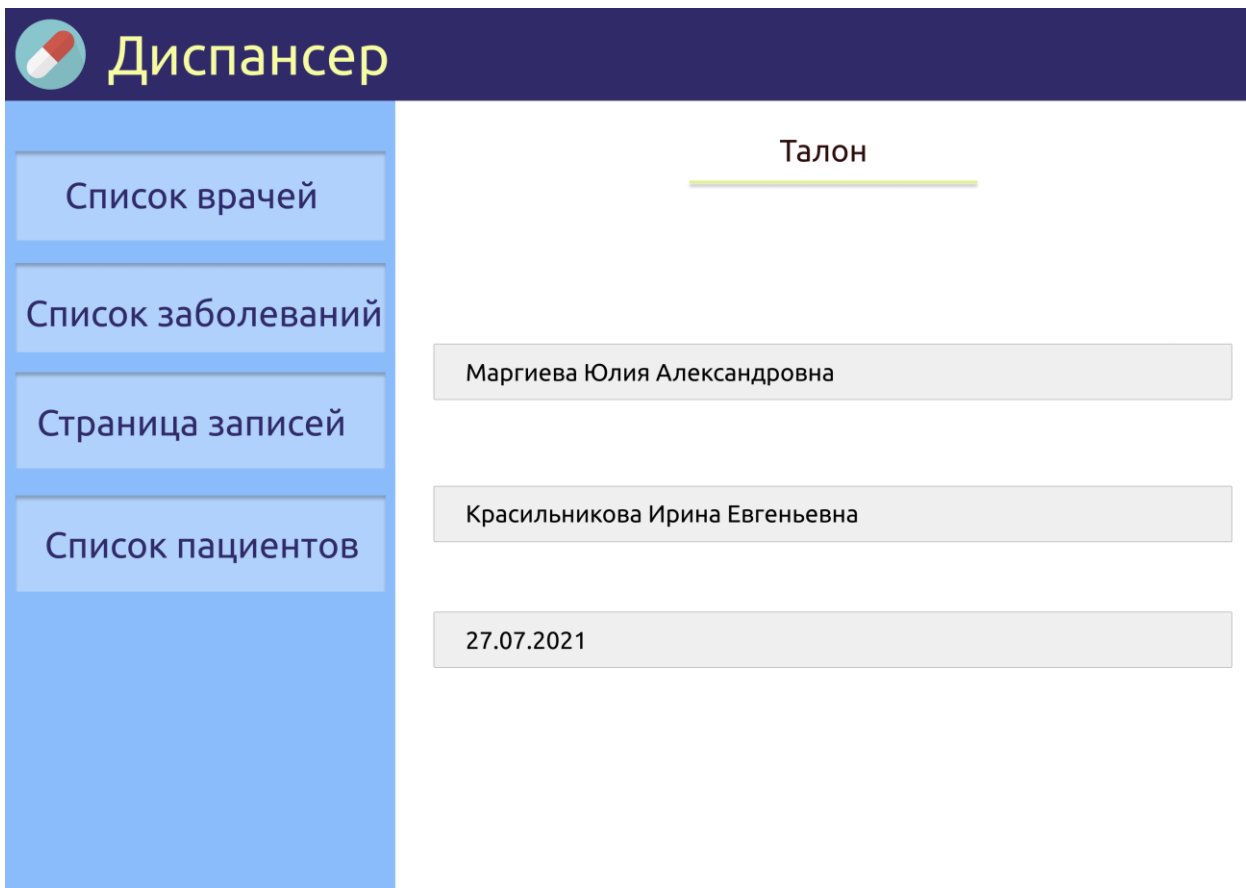 Диспансер
Список врачей
Список заболеваний
Страница записей
Список пациентов
Талон
Маргиева Юлия Александровна
Красильникова Ирина Евгеньевна
27.07.2021